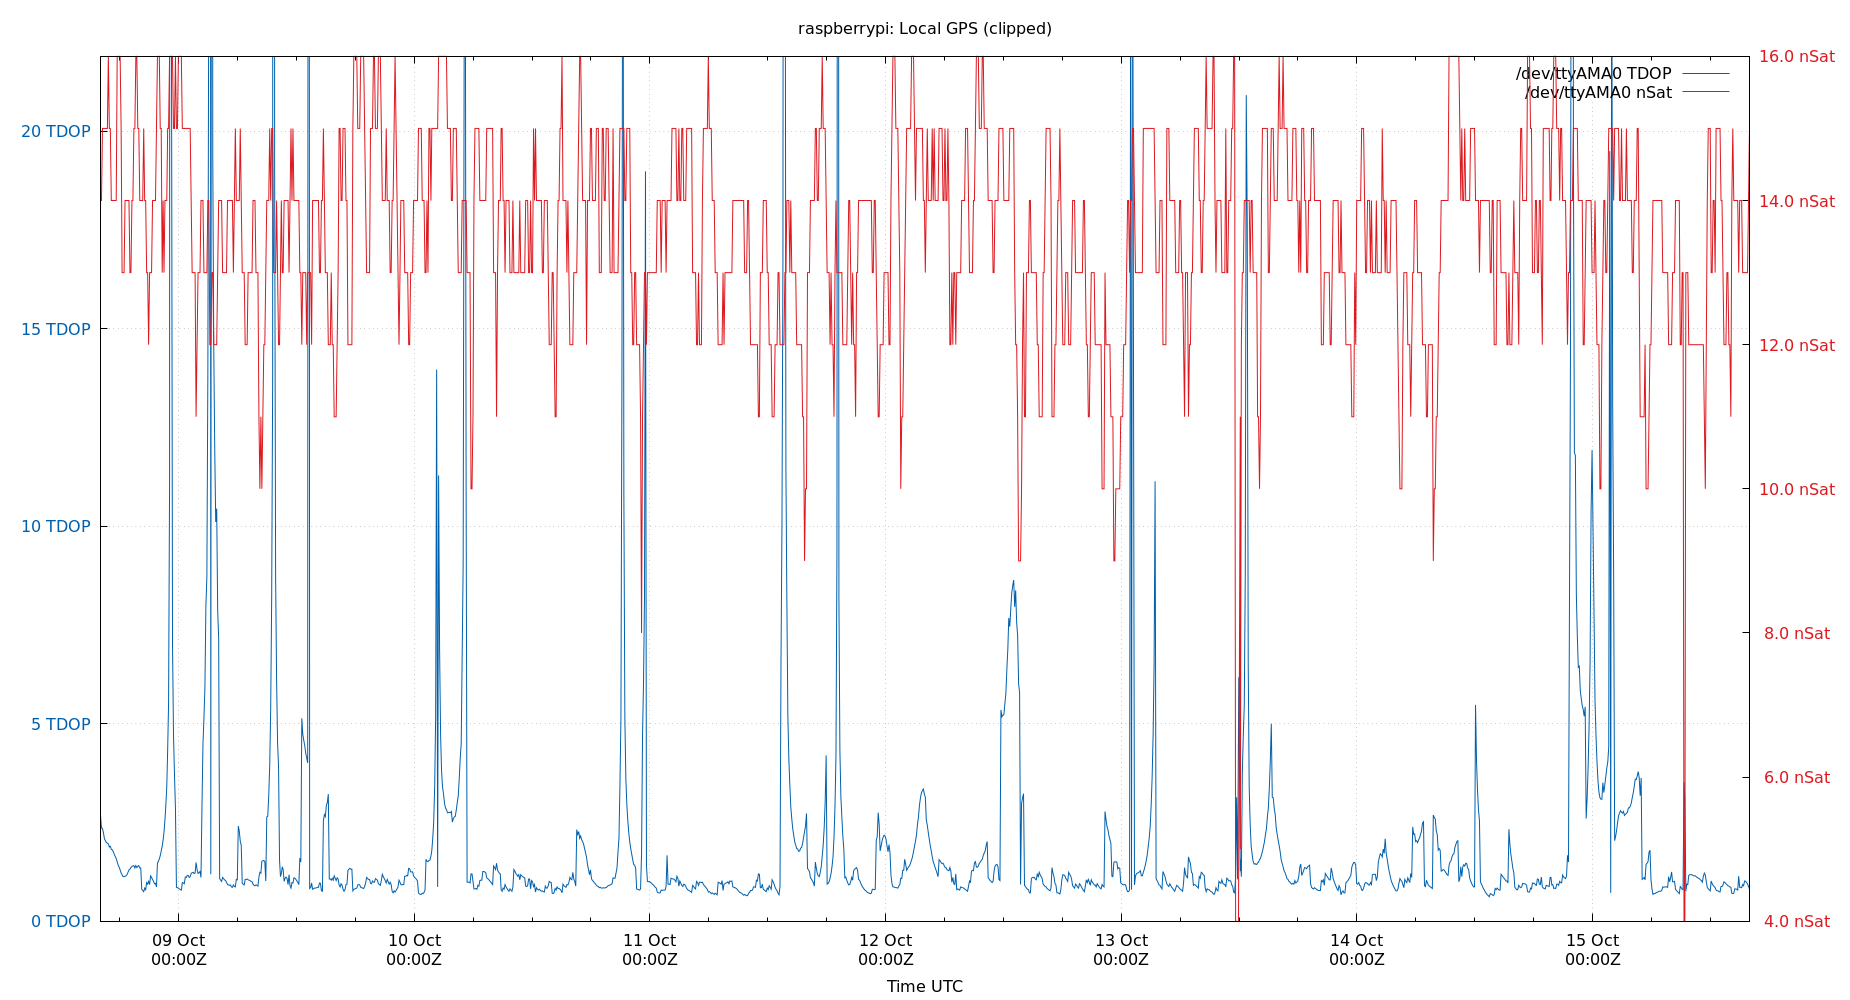 raspberrypi: Local GPS (clipped)
16.0 nSat
/dev/ttyAMA0 TDOP
/dev/ttyAMA0 nSat
20 TDOP
14.0 nSat
15 TDOP
12.0 nSat
10 TDOP
10.0 nSat
8.0 nSat
5 TDOP
6.0 nSat
0 TDOP
4.0 nSat
09 Oct 10 Oct 11 Oct 12 Oct 13 Oct 14 Oct 15 Oct
00:00Z 00:00Z 00:00Z 00:00Z 00:00Z 00:00Z 00:00Z
Time UTC